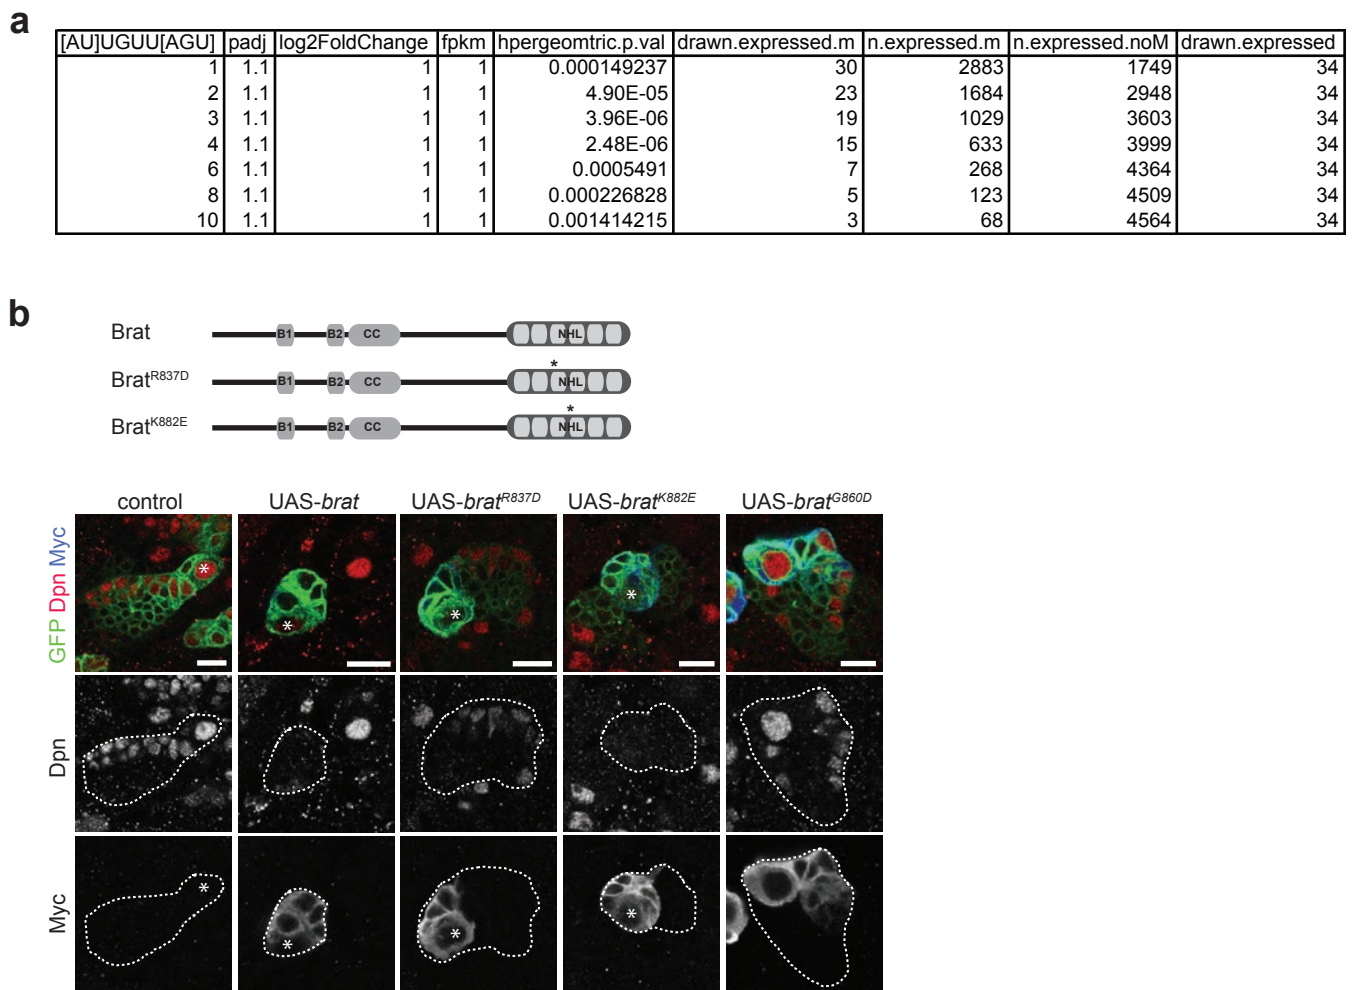 a
[AU]UGUU[AGU] padj log2FoldChange fpkm hpergeomtric.p.val drawn.expressed.m n.expressed.m n.expressed.noM drawn.expressed
1 1.1 1 1 0.000149237 30 2883 1749 34
2 1.1 1 1 4.90E-05 23 1684 2948 34
3 1.1 1 1 3.96E-06 19 1029 3603 34
4 1.1 1 1 2.48E-06 15 633 3999 34
6 1.1 1 1 0.0005491 7 268 4364 34
8 1.1 1 1 0.000226828 5 123 4509 34
10 1.1 1 1 0.001414215 3 68 4564 34
b
Brat B1 B2 CC NHL
*
BratR837D B1 B2 CC NHL
*
BratK882E B1 B2 CC NHL
control UAS-brat UAS-bratR837D UAS-bratK882E UAS-bratG860D
GFP Dpn Myc
* * * *
Dpn
Myc
* * * *